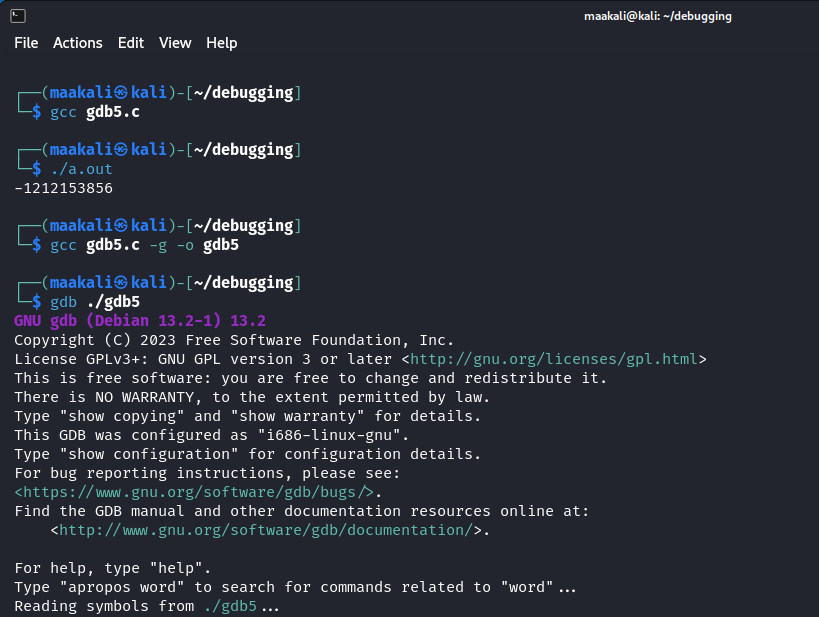 maakali@kali: ~/debugging
File Actions Edit View Help
┌──(maakali㉿kali)-[~/debugging]
└─$ gcc gdb5.c
┌──(maakali㉿kali)-[~/debugging]
└─$ ./a.out
-1212153856
┌──(maakali㉿kali)-[~/debugging]
└─$ gcc gdb5.c -g -o gdb5
┌──(maakali㉿kali)-[~/debugging]
└─$ gdb ./gdb5
GNU gdb (Debian 13.2-1) 13.2
Copyright (C) 2023 Free Software Foundation, Inc.
License GPLv3+: GNU GPL version 3 or later <http://gnu.org/licenses/gpl.html>
This is free software: you are free to change and redistribute it.
There is NO WARRANTY, to the extent permitted by law.
Type "show copying" and "show warranty" for details.
This GDB was configured as "i686-linux-gnu".
Type "show configuration" for configuration details.
For bug reporting instructions, please see:
<https://www.gnu.org/software/gdb/bugs/>.
Find the GDB manual and other documentation resources online at:
    <http://www.gnu.org/software/gdb/documentation/>.
For help, type "help".
Type "apropos word" to search for commands related to "word"...
Reading symbols from ./gdb5...